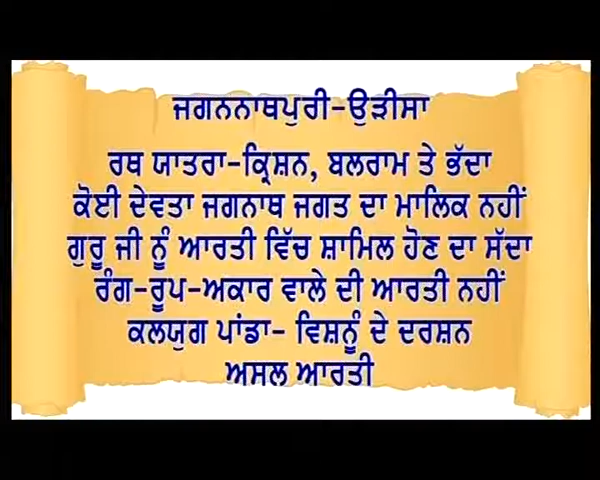 ਜਗਨਨਾਥਪੁਰੀ-ਉੜੀਸਾ
ਰਥ ਯਾਤਰਾ-ਕ੍ਰਿਸ਼ਨ, ਬਲਰਾਮ ਤੇ ਭੱਦਾ
ਕੋਈ ਦੇਵਤਾ ਜਗਨਾਥ ਜਗਤ ਦਾ ਮਾਲਿਕ ਨਹੀਂ
ਗੁਰੂ ਜੀ ਨੂੰ ਆਰਤੀ ਵਿੱਚ ਸ਼ਾਮਿਲ ਹੋਣ ਦਾ ਸੱਦਾ
ਰੰਗ-ਰੂਪ-ਅਕਾਰ ਵਾਲੇ ਦੀ ਆਰਤੀ ਨਹੀਂ
ਕਲਯੁਗ ਪਾਂਡਾ- ਵਿਸ਼ਨੂੰ ਦੇ ਦਰਸ਼ਨ
ਅਸਲ ਆਰਤੀ